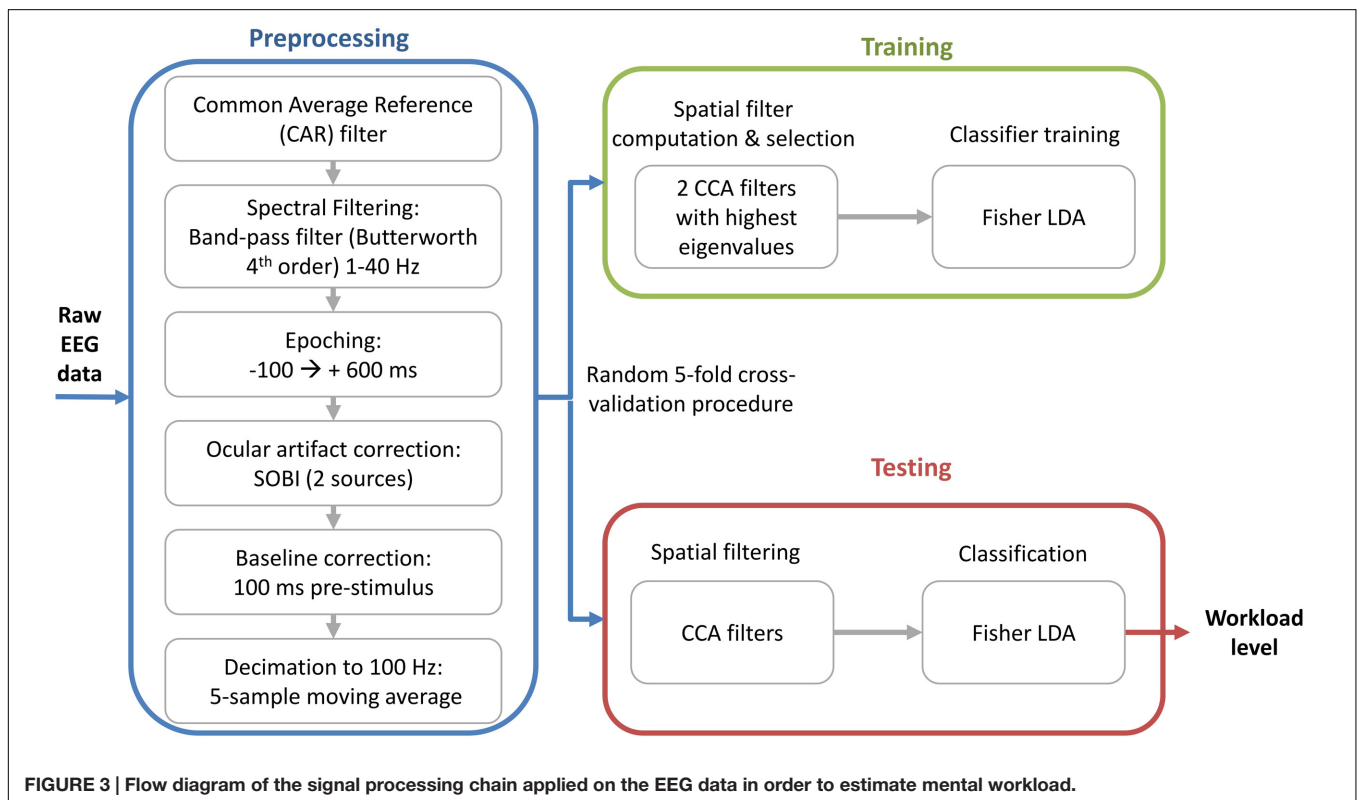 Preprocessing
Common Average Reference
(CAR) filter
Spectral Filtering:
Band-pass filter (Butterworth
4th order) 1-40 Hz
Epoching:
-100 → + 600 ms
Ocular artifact correction:
SOBI (2 sources)
Baseline correction:
100 ms pre-stimulus
Decimation to 100 Hz:
5-sample moving average
Raw
EEG
data
Random 5-fold cross-
validation procedure
Training
Spatial filter
computation & selection
2 CCA filters
with highest
eigenvalues
Classifier training
Fisher LDA
Testing
Spatial filtering
CCA filters
Classification
Fisher LDA
Workload
level
FIGURE 3 | Flow diagram of the signal processing chain applied on the EEG data in order to estimate mental workload.